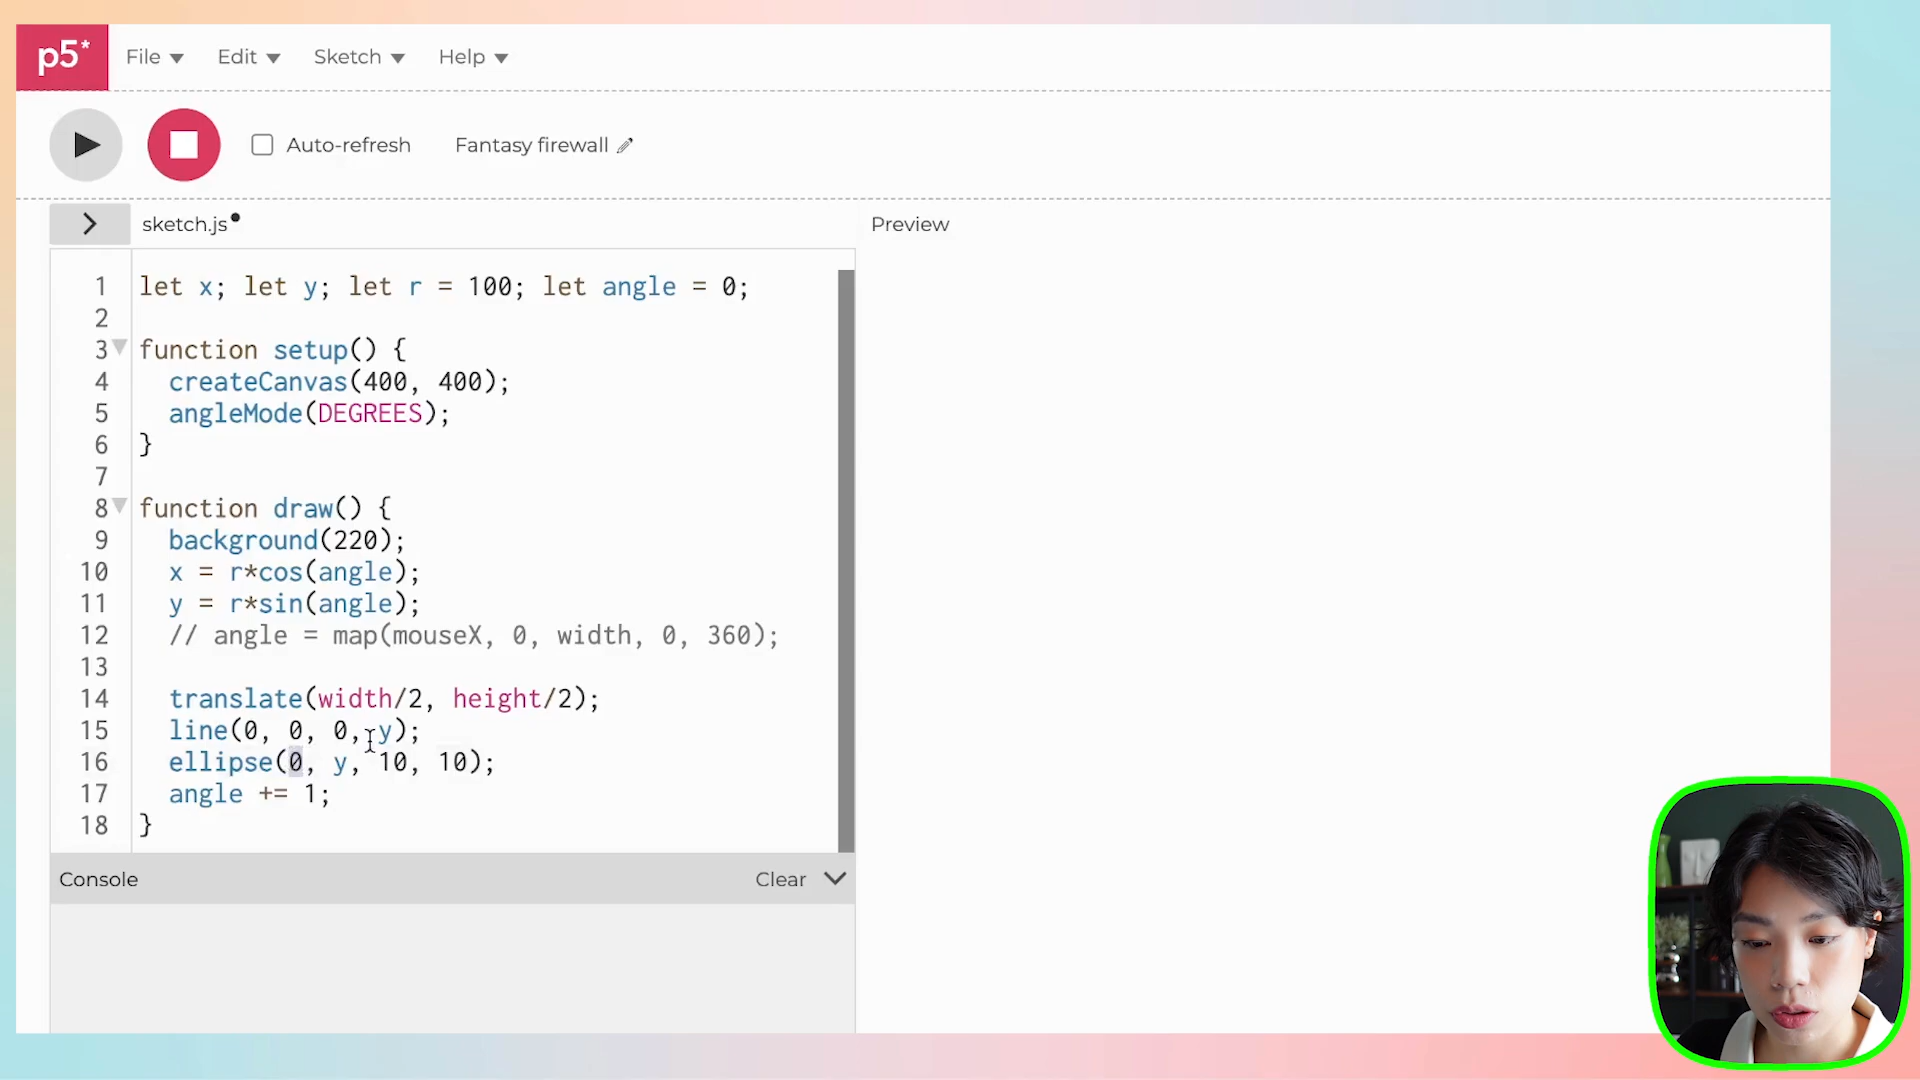 p5*
File
Edit
Sketch
Help
Auto-refresh
Fantasy firewall
sketch.js
Preview
1 let x; let y; let r = 100; let angle = 0;
2
3 function setup() {
4 createCanvas(400, 400);
5 angleMode(DEGREES);
6 }
7
8 function draw() {
9 background(220);
10 x = r*cos(angle);
11 y = r*sin(angle);
12 // angle = map(mouseX, 0, width, 0, 360);
13
14 translate(width/2, height/2);
15 line(0, 0, 0, y);
16 ellipse(0, y, 10, 10);
17 angle += 1;
18 }
Console
Clear